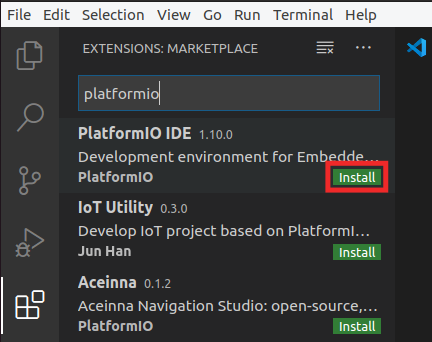 File Edit Selection View Go Run Terminal Help
EXTENSIONS: MARKETPLACE
platformio
PlatformIO IDE 1.10.0
Development environment for Embedde...
PlatformIO Install
IoT Utility 0.3.0
Develop IoT project based on PlatformI...
Jun Han Install
Aceinna 0.1.2
Aceinna Navigation Studio: open-source,...
PlatformIO Install